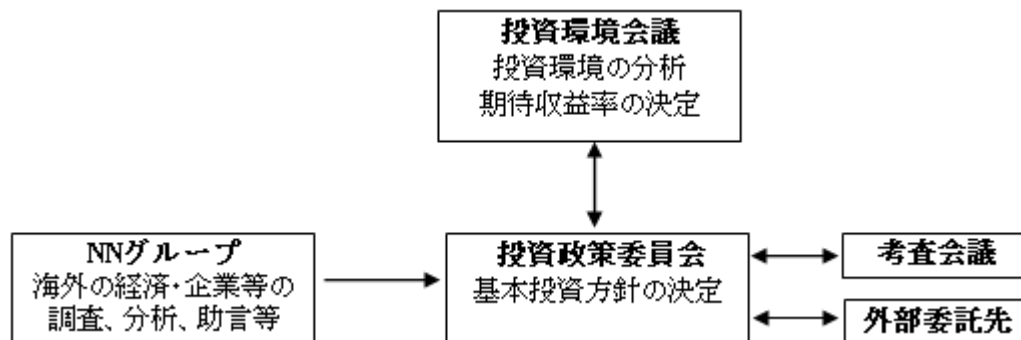 投資環境会議
投資環境の分析
期待収益率の決定
NNグループ
海外の経済・企業等の
調査、分析、助言等
投資政策委員会
基本投資方針の決定
考査会議
外部委託先